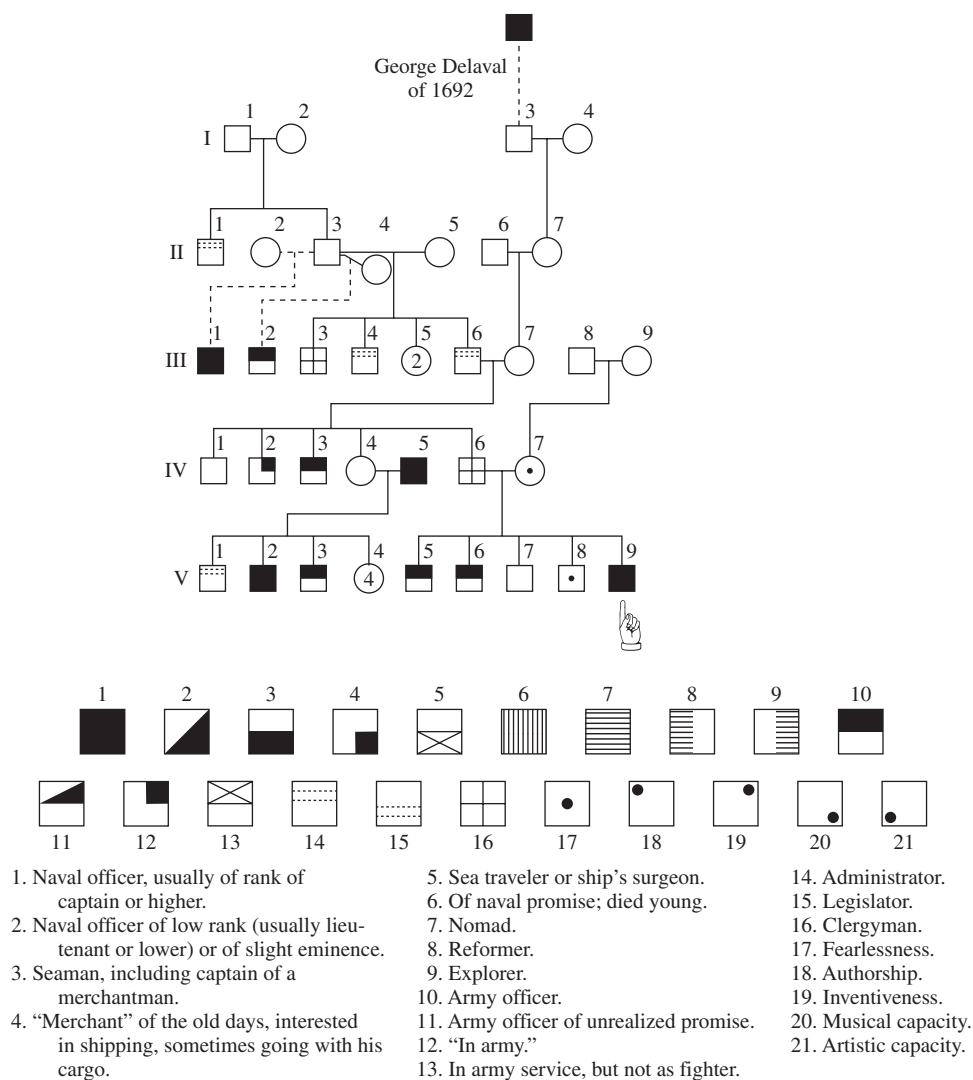 George Delaval
of 1692
1 2 3 4
I
1 2 3 4 5 6 7
II
1 2 3 4 5 6 7 8 9
III
2
1 2 3 4 5 6 7
IV
1 2 3 4 5 6 7 8 9
V
4
1 2 3 4 5 6 7 8 9 10
11 12 13 14 15 16 17 18 19 20 21
1. Naval officer, usually of rank of
captain or higher.
2. Naval officer of low rank (usually lieu-
tenant or lower) or of slight eminence.
3. Seaman, including captain of a
merchantman.
4. “Merchant” of the old days, interested
in shipping, sometimes going with his
cargo.
5. Sea traveler or ship’s surgeon.
6. Of naval promise; died young.
7. Nomad.
8. Reformer.
9. Explorer.
10. Army officer.
11. Army officer of unrealized promise.
12. “In army.”
13. In army service, but not as fighter.
14. Administrator.
15. Legislator.
16. Clergyman.
17. Fearlessness.
18. Authorship.
19. Inventiveness.
20. Musical capacity.
21. Artistic capacity.